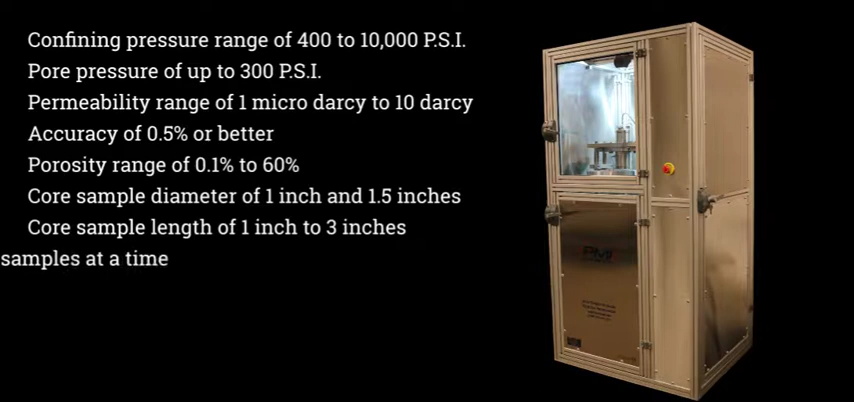 Confining pressure range of 400 to 10,000 P.S.I.
Pore pressure of up to 300 P.S.I.
Permeability range of 1 micro darcy to 10 darcy
Accuracy of 0.5% or better
Porosity range of 0.1% to 60%
Core sample diameter of 1 inch and 1.5 inches
Core sample length of 1 inch to 3 inches
samples at a time
PMI